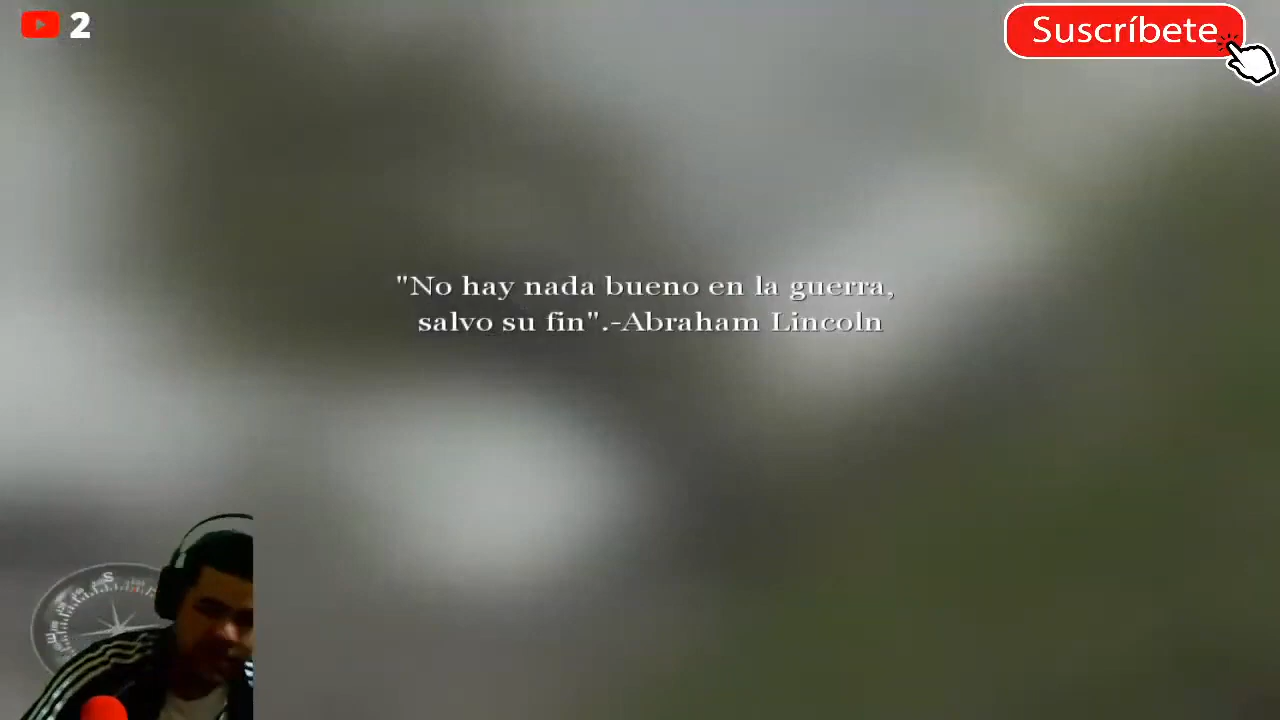 2
Suscríbete
"No hay nada bueno en la guerra,
salvo su fin".-Abraham Lincoln
S